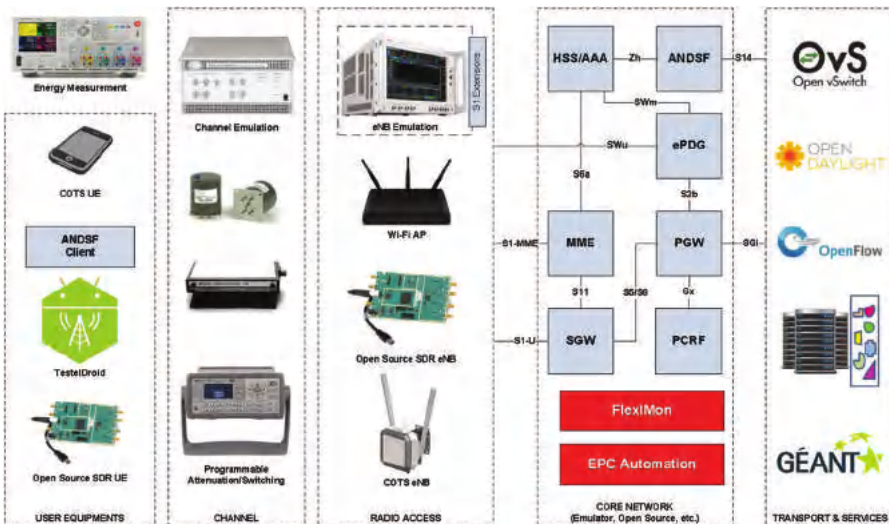 Energy Measurement
COTS UE
ANDSF
Client
TestelDroid
Open Source SDR UE
USER EQUIPMENTS
Channel Emulation
Programmable
Attenuation/Switching
CHANNEL
eNB Emulation
S1 Extensions
Wi-Fi AP
Open Source SDR eNB
COTS eNB
RADIO ACCESS
HSS/AAA
Zh
ANDSF
S14
SWm
SWu
ePDG
S6a
S2b
S1-MME
MME
PGW
SGi
S11
S5/S8
Gx
S1-U
SGW
PCRF
FlexiMon
EPC Automation
CORE NETWORK
(Emulator, Open Source, etc.)
OvS
Open vSwitch
OPEN
DAYLIGHT
OpenFlow
GÉANT
TRANSPORT & SERVICES